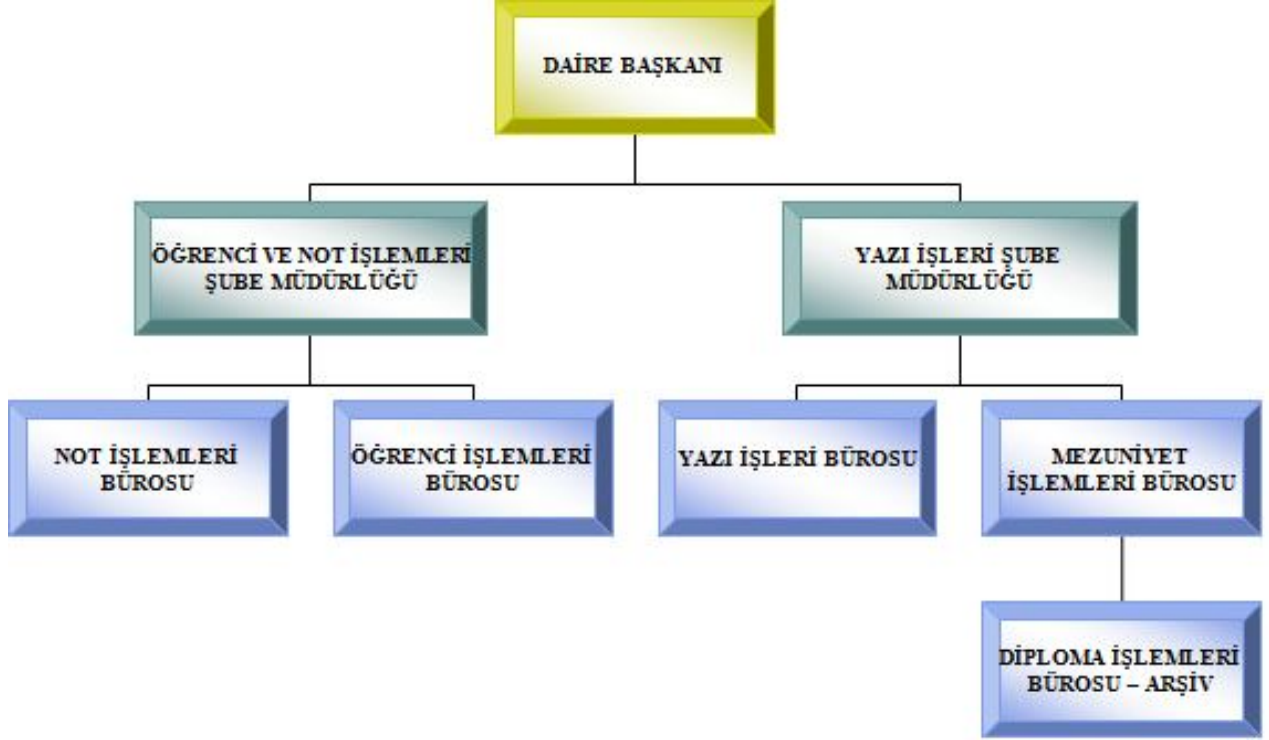 DAİRE BAŞKANI
ÖĞRENCİ VE NOT İŞLEMLERİ
ŞUBE MÜDÜRLÜĞÜ
YAZI İŞLERİ ŞUBE
MÜDÜRLÜĞÜ
NOT İŞLEMLERİ
BÜROSU
ÖĞRENCİ İŞLEMLERİ
BÜROSU
YAZI İŞLERİ BÜROSU
MEZUNİYET
İŞLEMLERİ BÜROSU
DİPLOMA İŞLEMLERİ
BÜROSU – ARŞİV